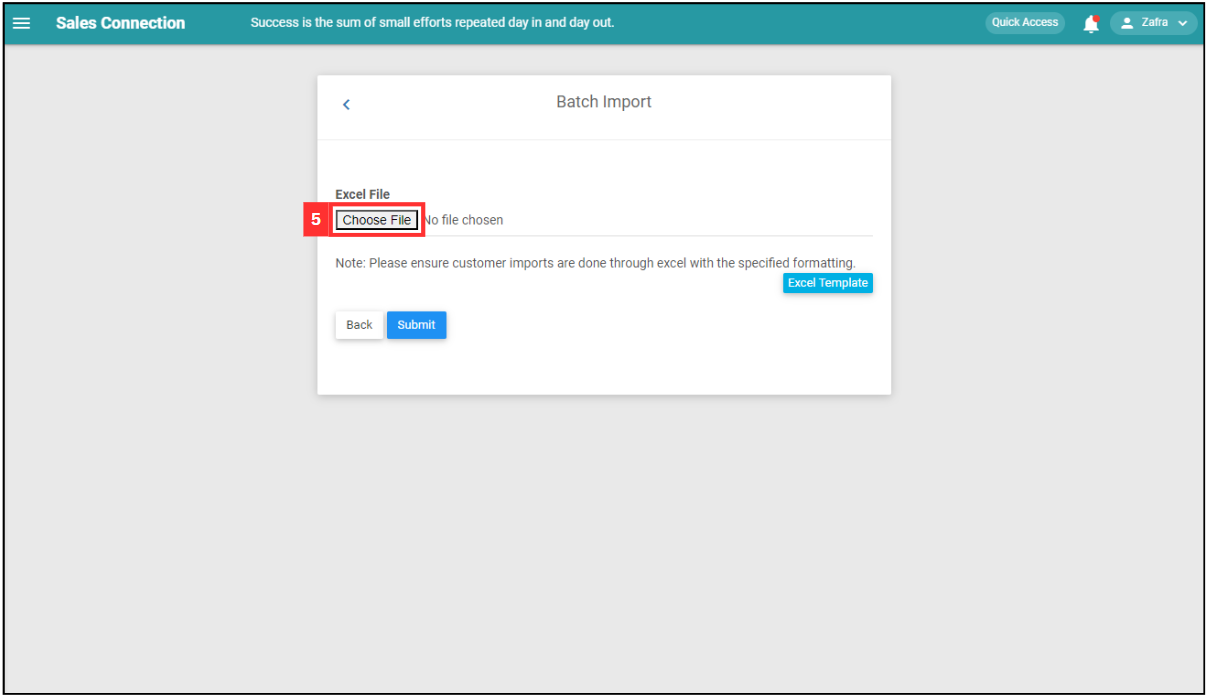 Sales Connection
Success is the sum of small efforts repeated day in and day out.
Quick Access
Zafra
Batch Import
Excel File
5
Choose File No file chosen
Note: Please ensure customer imports are done through excel with the specified formatting.
Excel Template
Back
Submit